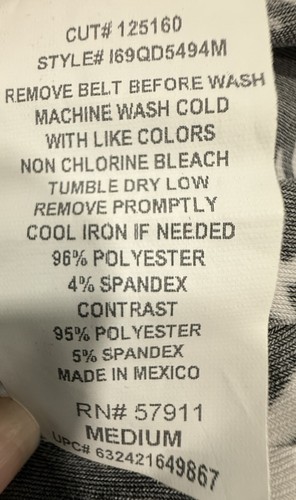 CUT# 125160
STYLE# I69QD5494M
REMOVE BELT BEFORE WASH
MACHINE WASH COLD
WITH LIKE COLORS
NON CHLORINE BLEACH
TUMBLE DRY LOW
REMOVE PROMPTLY
COOL IRON IF NEEDED
96% POLYESTER
4% SPANDEX
CONTRAST
95% POLYESTER
5% SPANDEX
MADE IN MEXICO
RN# 57911
MEDIUM
UPC# 632421649867